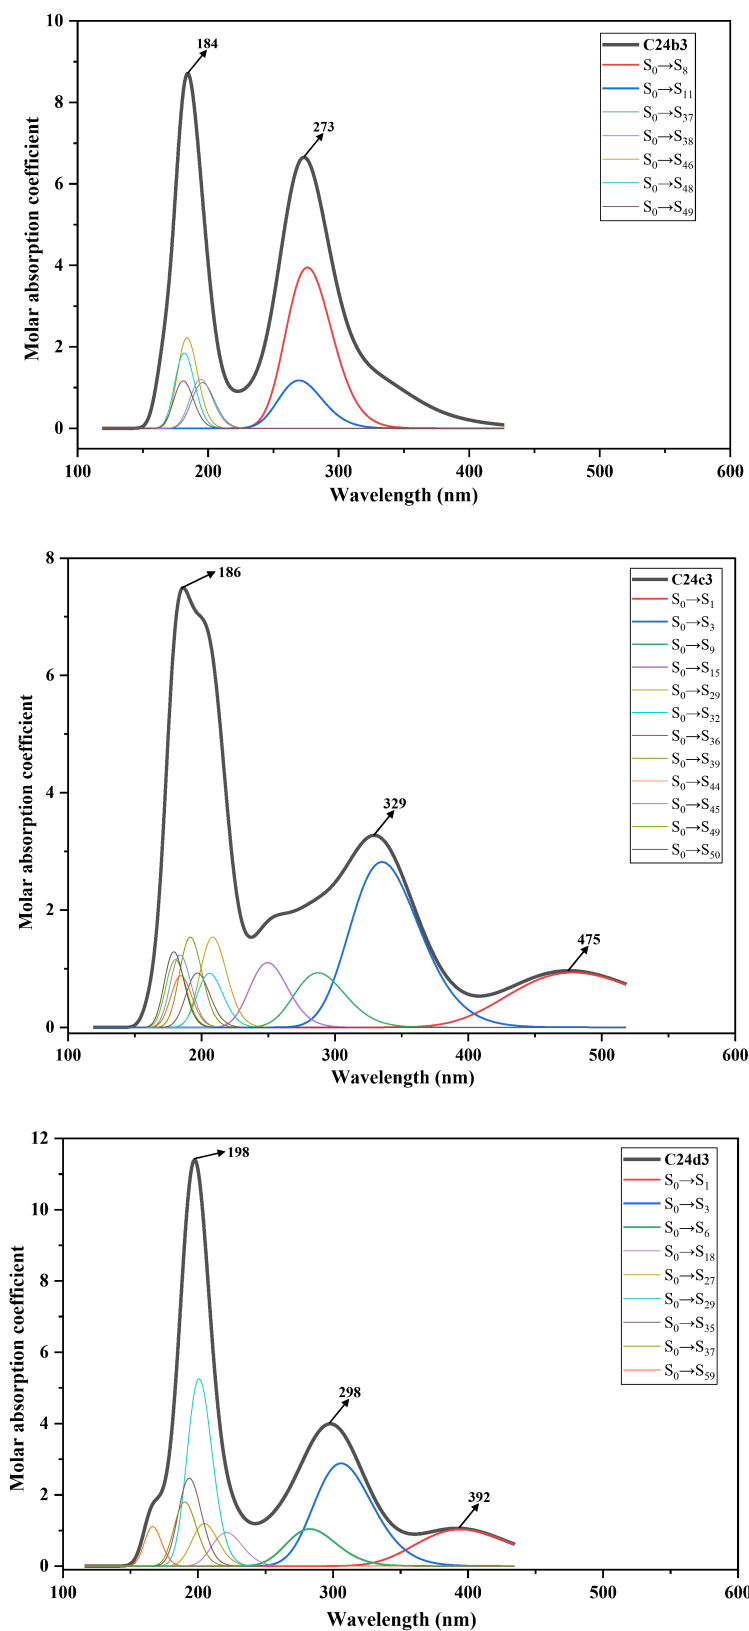 10
8
6
4
2
0
Molar absorption coefficient
184
273
C24b3
S₀→S₈
S₀→S₁₁
S₀→S₃₇
S₀→S₃₈
S₀→S₄₆
S₀→S₄₈
S₀→S₄₉
100 200 300 400 500 600
Wavelength (nm)
8
6
4
2
0
Molar absorption coefficient
186
329
475
C24c3
S₀→S₁
S₀→S₃
S₀→S₉
S₀→S₁₅
S₀→S₂₉
S₀→S₃₂
S₀→S₃₆
S₀→S₃₉
S₀→S₄₄
S₀→S₄₅
S₀→S₄₉
S₀→S₅₀
100 200 300 400 500 600
Wavelength (nm)
12
10
8
6
4
2
0
Molar absorption coefficient
198
298
392
C24d3
S₀→S₁
S₀→S₃
S₀→S₆
S₀→S₁₈
S₀→S₂₇
S₀→S₂₉
S₀→S₃₅
S₀→S₃₇
S₀→S₅₉
100 200 300 400 500 600
Wavelength (nm)